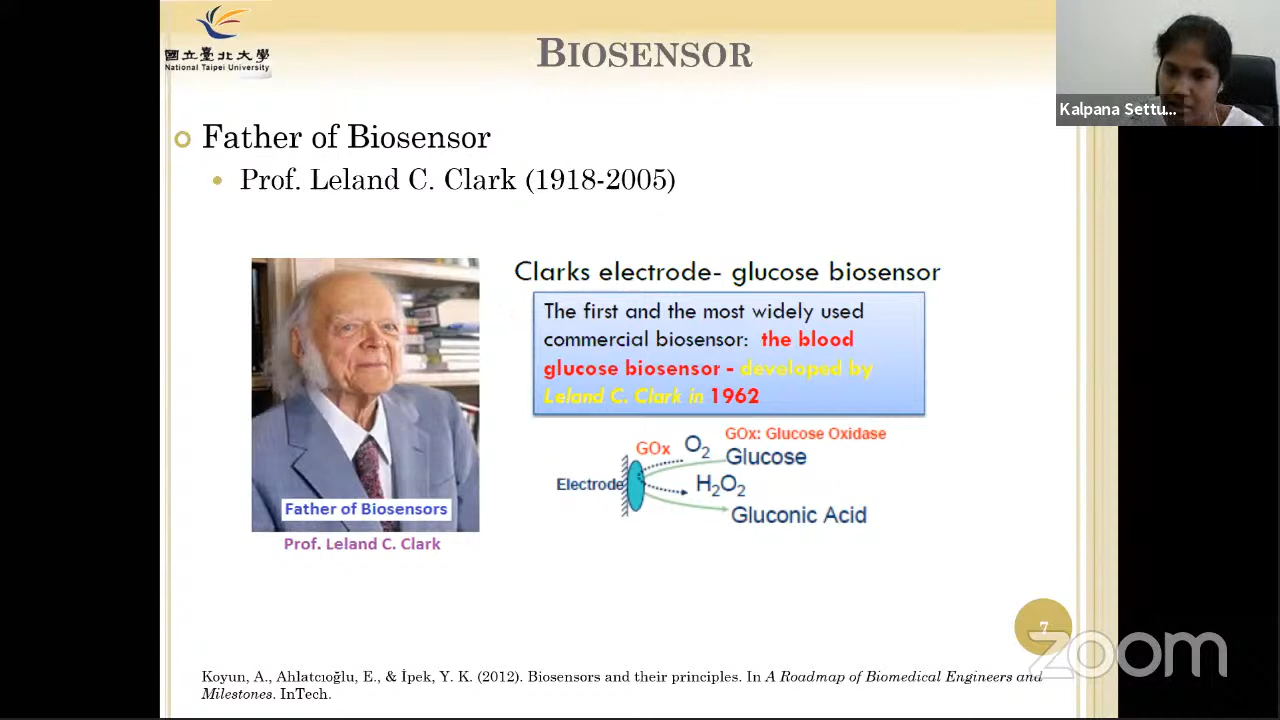 國立臺北大學
National Taipei University
BIOSENSOR
Kalpana Settu...
Father of Biosensor
Prof. Leland C. Clark (1918-2005)
Clarks electrode- glucose biosensor
The first and the most widely used
commercial biosensor: the blood
glucose biosensor - developed by
Leland C. Clark in 1962
GOx: Glucose Oxidase
GOx O2 Glucose
Electrode H2O2
Gluconic Acid
Father of Biosensors
Prof. Leland C. Clark
7
zoom
Koyun, A., Ahlatcıoğlu, E., & İpek, Y. K. (2012). Biosensors and their principles. In A Roadmap of Biomedical Engineers and
Milestones. InTech.